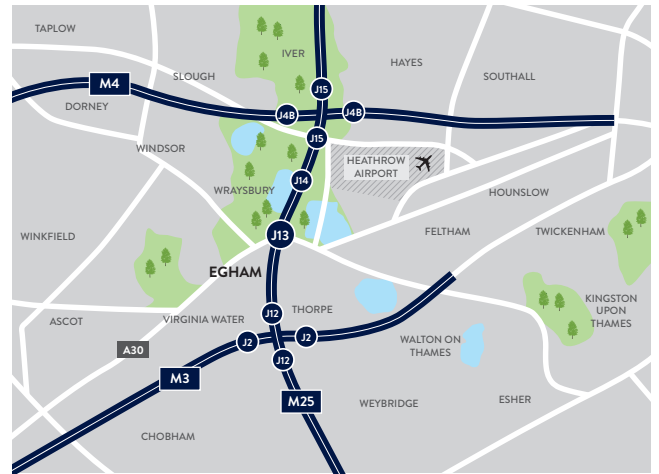 TAPLOW
IVER
HAYES
SLOUGH
SOUTHALL
M4
J15
DORNEY
J4B
J4B
J15
WINDSOR
HEATHROW
AIRPORT
J14
WRAYSBURY
HOUNSLOW
J13
FELTHAM
TWICKENHAM
WINKFIELD
EGHAM
KINGSTON
UPON
THAMES
THORPE
J12
VIRGINIA WATER
ASCOT
J2
J2
WALTON ON
THAMES
A30
J12
M3
M25
WEYBRIDGE
ESHER
CHOBHAM